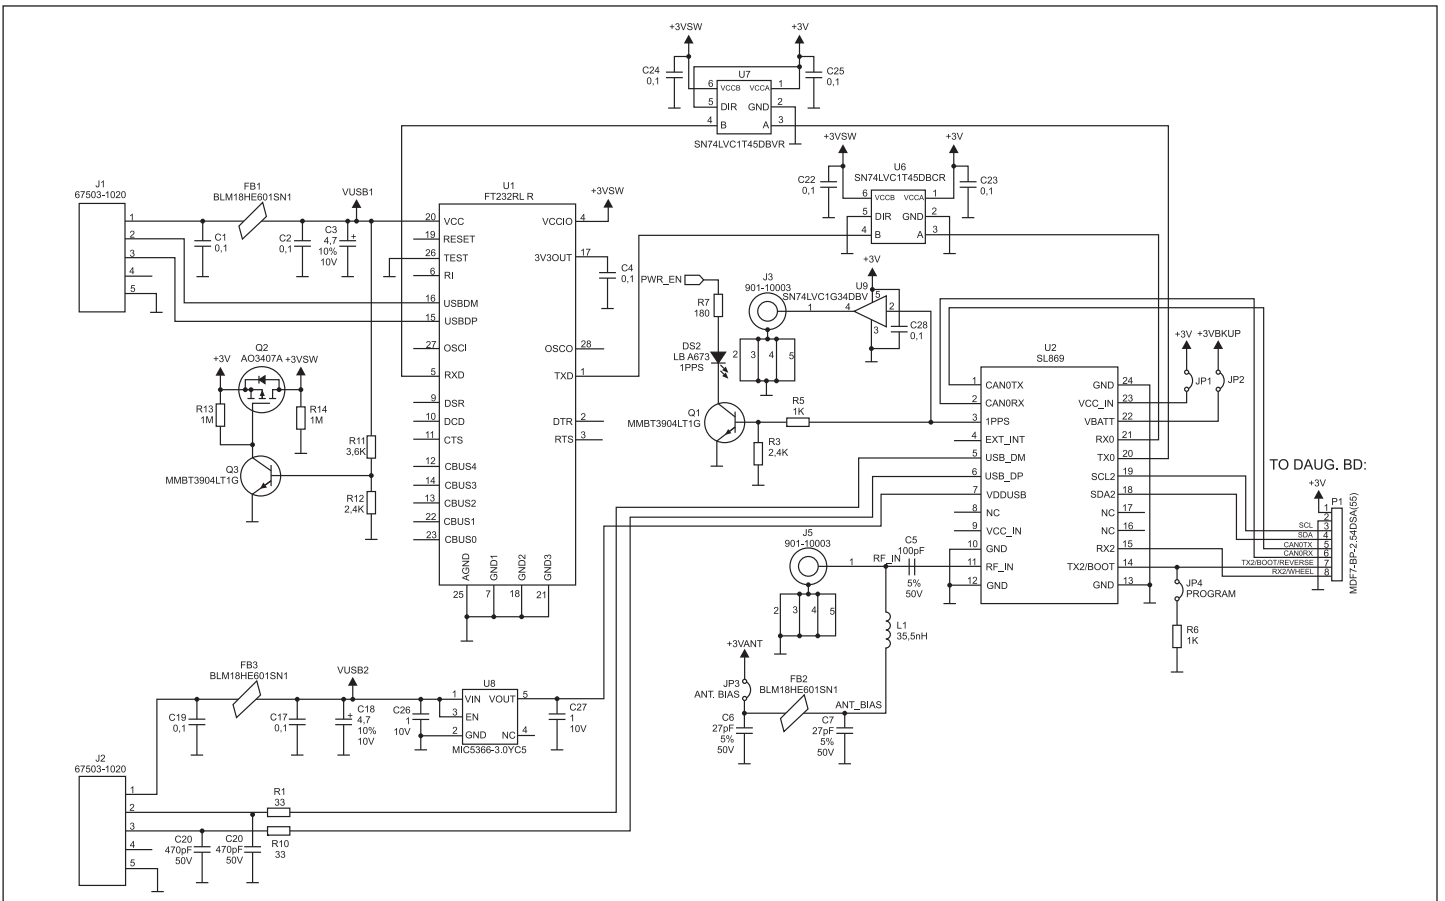 +3VSW
+3V
C24
0,1
U7
C25
0,1
6 VCCB VCCA 1
5 DIR GND 2
4 B A 3
SN74LVC1T45DBVR
+3VSW
+3V
U6
SN74LVC1T45DBCR
C22
0,1
C23
0,1
6 VCCB VCCA 1
5 DIR GND 2
4 B A 3
J1
67503-1020
1
2
3
4
5
FB1
BLM18HE601SN1
VUSB1
C1
0,1
C2
0,1
C3
4,7
10%
10V
+
U1
FT232RL R
20 VCC
19 RESET
26 TEST
6 RI
16 USBDM
15 USBDP
27 OSCI
5 RXD
9 DSR
10 DCD
11 CTS
12 CBUS4
14 CBUS3
13 CBUS2
22 CBUS1
23 CBUS0
VCCIO 4
3V3OUT 17
OSCO 28
TXD 1
DTR 2
RTS 3
AGND
GND1
GND2
GND3
25
7
18
21
+3VSW
C4
0,1
PWR_EN
R7
180
DS2
LB A673
1PPS
J3
901-10003
1
2
3
4
5
U9
SN74LVC1G34DBV
+3V
5
4
2
3
C28
0,1
Q1
MMBT3904LT1G
R5
1K
R3
2,4K
Q2
AO3407A
+3V
+3VSW
R13
1M
R14
1M
R11
3,6K
Q3
MMBT3904LT1G
R12
2,4K
U2
SL869
1 CAN0TX
2 CAN0RX
3 1PPS
4 EXT_INT
5 USB_DM
6 USB_DP
7 VDDUSB
8 NC
9 VCC_IN
10 GND
11 RF_IN
12 GND
GND 24
VCC_IN 23
VBATT 22
RX0 21
TX0 20
SCL2 19
SDA2 18
NC 17
NC 16
RX2 15
TX2/BOOT 14
GND 13
+3V
+3VBKUP
JP1
JP2
TO DAUG. BD:
+3V
P1
MDF7-BP-2.54DSA(55)
1
2
SCL 3
SDA 4
CAN0TX 5
CAN0RX 6
TX2/BOOT/REVERSE 7
RX2/WHEEL 8
JP4
PROGRAM
R6
1K
J5
901-10003
1
2
3
4
5
RF_IN
C5
100pF
5%
50V
L1
35,5nH
+3VANT
JP3
ANT. BIAS
FB2
BLM18HE601SN1
ANT_BIAS
C6
27pF
5%
50V
C7
27pF
5%
50V
FB3
BLM18HE601SN1
VUSB2
C19
0,1
C17
0,1
C18
4,7
10%
10V
+
C26
1
10V
U8
1 VIN VOUT 5
3 EN
2 GND NC 4
MIC5366-3.0YC5
C27
1
10V
J2
67503-1020
1
2
3
4
5
R1
33
R10
33
C20
470pF
50V
C20
470pF
50V